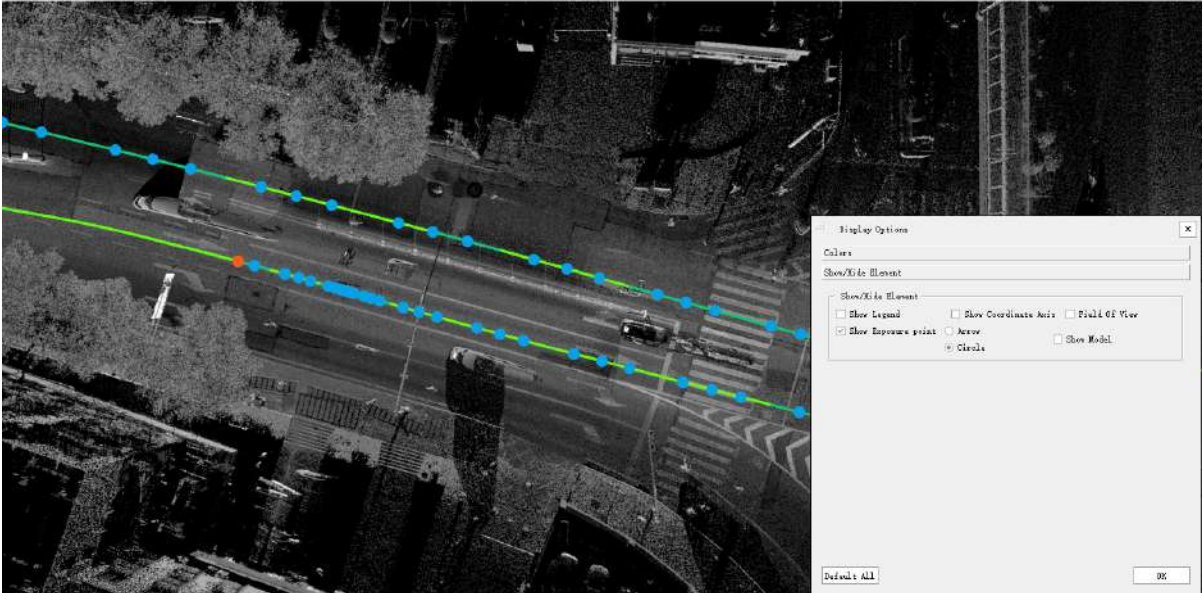 Display Options
Colors
Show/Hide Element
Show/Hide Element
Show Legend
Show Coordinate Axis
Field Of View
Show Exposure point
Arrow
Circle
Show Model
Default All
OK